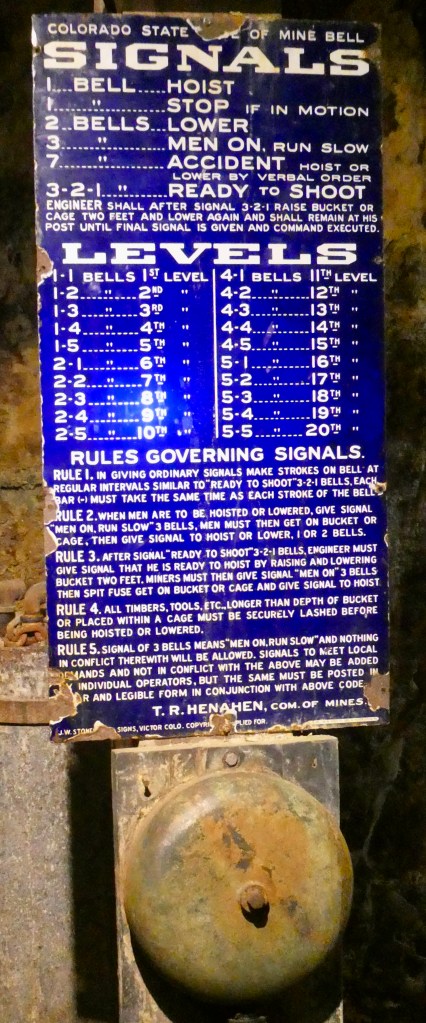 COLORADO STATE OF MINE BELL
SIGNALS
1....BELL.....HOIST
1........"......STOP IF IN MOTION
2..BELLS...LOWER
3........"......MEN ON, RUN SLOW
7........"......ACCIDENT HOIST OR
LOWER BY VERBAL ORDER
3-2-1..."......READY TO SHOOT
ENGINEER SHALL AFTER SIGNAL 3-2-1 RAISE BUCKET OR
CAGE TWO FEET AND LOWER AGAIN AND SHALL REMAIN AT HIS
POST UNTIL FINAL SIGNAL IS GIVEN AND COMMAND EXECUTED.
LEVELS
1-1 BELLS 1ST LEVEL
1-2....."......2ND "
1-3....."......3RD "
1-4....."......4TH "
1-5....."......5TH "
2-1....."......6TH "
2-2....."......7TH "
2-3....."......8TH "
2-4....."......9TH "
2-5....."......10TH "
4-1 BELLS 11TH LEVEL
4-2....."......12TH "
4-3....."......13TH "
4-4....."......14TH "
4-5....."......15TH "
5-1....."......16TH "
5-2....."......17TH "
5-3....."......18TH "
5-4....."......19TH "
5-5....."......20TH "
RULES GOVERNING SIGNALS.
RULE 1. IN GIVING ORDINARY SIGNALS MAKE STROKES ON BELL AT
REGULAR INTERVALS SIMILAR TO "READY TO SHOOT" 3-2-1 BELLS, EACH
BAR (-) MUST TAKE THE SAME TIME AS EACH STROKE OF THE BELL
RULE 2. WHEN MEN ARE TO BE HOISTED OR LOWERED, GIVE SIGNAL
"MEN ON, RUN SLOW" 3 BELLS, MEN MUST THEN GET ON BUCKET OR
CAGE, THEN GIVE SIGNAL TO HOIST OR LOWER, 1 OR 2 BELLS.
RULE 3. AFTER SIGNAL "READY TO SHOOT" 3-2-1 BELLS, ENGINEER MUST
GIVE SIGNAL THAT HE IS READY TO HOIST BY RAISING AND LOWERING
BUCKET TWO FEET. MINERS MUST THEN GIVE SIGNAL "MEN ON" 3 BELLS
THEN SPIT FUSE GET ON BUCKET OR CAGE AND GIVE SIGNAL TO HOIST
RULE 4. ALL TIMBERS, TOOLS, ETC., LONGER THAN DEPTH OF BUCKET
OR PLACED WITHIN A CAGE MUST BE SECURELY LASHED BEFORE
BEING HOISTED OR LOWERED.
RULE 5. SIGNAL OF 3 BELLS MEANS "MEN ON, RUN SLOW" AND NOTHING
IN CONFLICT THEREWITH WILL BE ALLOWED. SIGNALS TO MEET LOCAL
MANDS AND NOT IN CONFLICT WITH THE ABOVE MAY BE ADDED
INDIVIDUAL OPERATORS, BUT THE SAME MUST BE POSTED IN
R AND LEGIBLE FORM IN CONJUNCTION WITH ABOVE CODE.
T. R. HENAHEN, COM. OF MINES.
J.W. STONE SIGNS, VICTOR COLO. COPYR PLIED FOR.